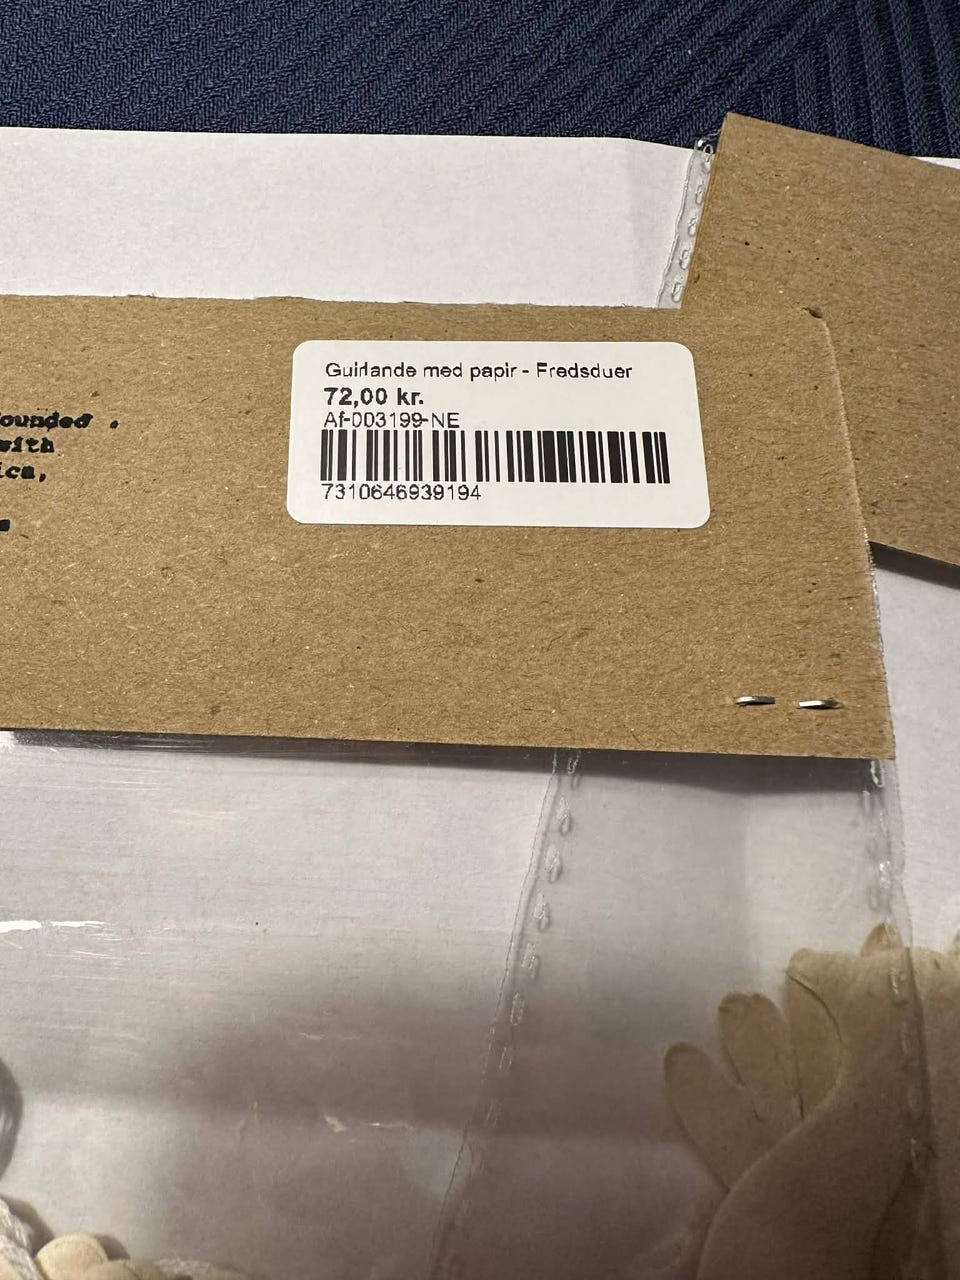 ounded .
with
ica,
Guirlande med papir - Fredsduer
72,00 kr.
Af-003199-NE
7310646939194